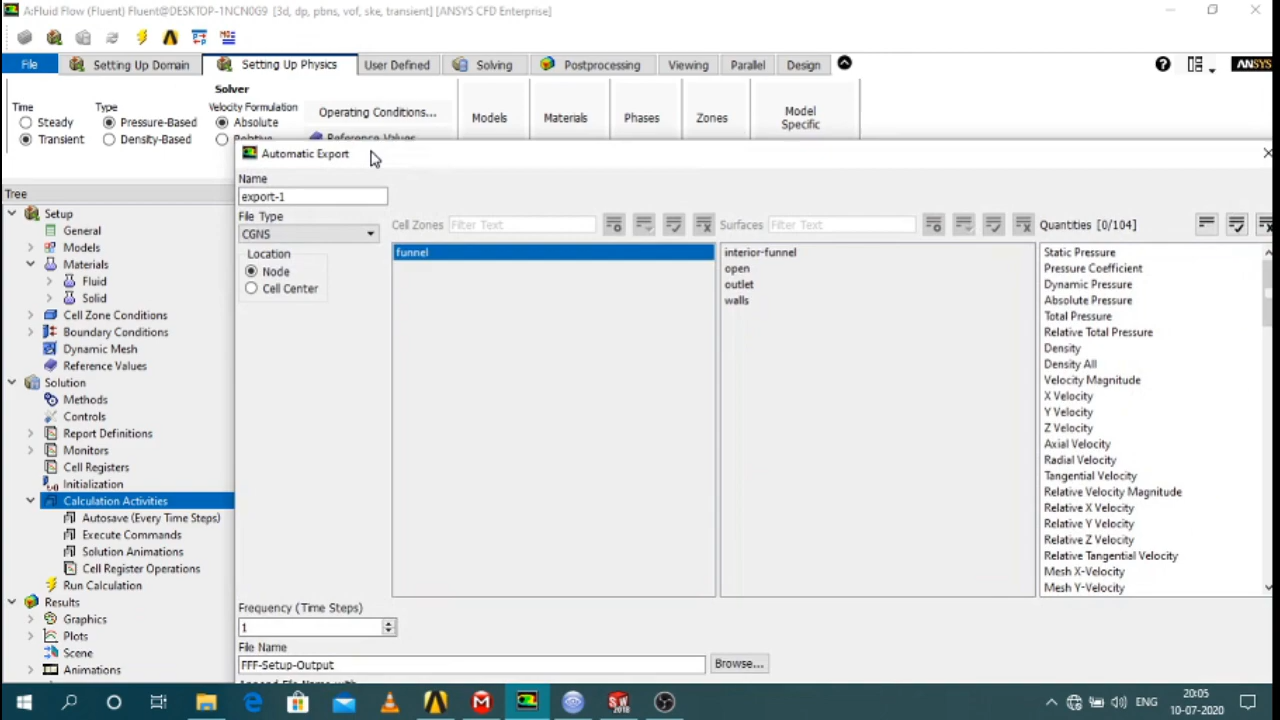 A:Fluid Flow (Fluent) Fluent@DESKTOP-1NCN0G9 [3d, dp, pbns, vof, ske, transient] [ANSYS CFD Enterprise]
File
Setting Up Domain
Setting Up Physics
User Defined
Solving
Postprocessing
Viewing
Parallel
Design
ANSYS
Solver
Time
Type
Velocity Formulation
Operating Conditions...
Steady
Pressure-Based
Absolute
Transient
Density-Based
Relative
Reference Values
Models
Materials
Phases
Zones
Model
Specific
Tree
Setup
General
Models
Materials
Fluid
Solid
Cell Zone Conditions
Boundary Conditions
Dynamic Mesh
Reference Values
Solution
Methods
Controls
Report Definitions
Monitors
Cell Registers
Initialization
Calculation Activities
Autosave (Every Time Steps)
Execute Commands
Solution Animations
Cell Register Operations
Run Calculation
Results
Graphics
Plots
Scene
Animations
Automatic Export
Name
export-1
File Type
CGNS
Location
Node
Cell Center
Cell Zones
Filter Text
funnel
Surfaces
Filter Text
interior-funnel
open
outlet
walls
Quantities [0/104]
Static Pressure
Pressure Coefficient
Dynamic Pressure
Absolute Pressure
Total Pressure
Relative Total Pressure
Density
Density All
Velocity Magnitude
X Velocity
Y Velocity
Z Velocity
Axial Velocity
Radial Velocity
Tangential Velocity
Relative Velocity Magnitude
Relative X Velocity
Relative Y Velocity
Relative Z Velocity
Relative Tangential Velocity
Mesh X-Velocity
Mesh Y-Velocity
Frequency (Time Steps)
1
File Name
FFF-Setup-Output
Browse...
Append File Name with
ENG
20:05
10-07-2020